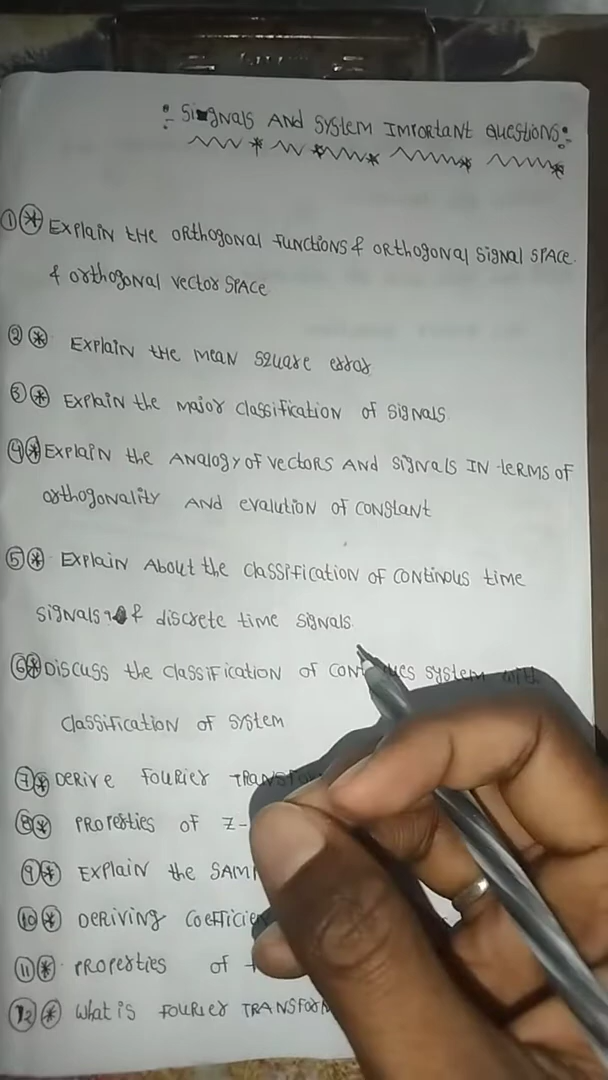 :- Signals AND System IMPORTANT QUESTIONS:-
1 * EXPLAIN THE ORthogonal functions & ORTHOGONAL Signal SPACE.
& orthogonal vector SPACE
2 * EXPLAIN the MEAN Square error
3 * EXPLAIN the Major classification of signals
4 * EXPLAIN the ANALOGY OF VECTORS AND SIGNALS IN tERMS OF
orthogonality AND evalution of CONSTANT
5 * EXPLAIN About the classification of continous time
signals & discrete time signals.
6 * DISCUSS the classification of system with
classification of system
7 * DERIVE FOURIER
8 * PROPERTIES of Z-
9 * EXPLAIN the
10 * DERIVING
11 * PROPERTIES of
12 * What is FOURIER TRANSFOR